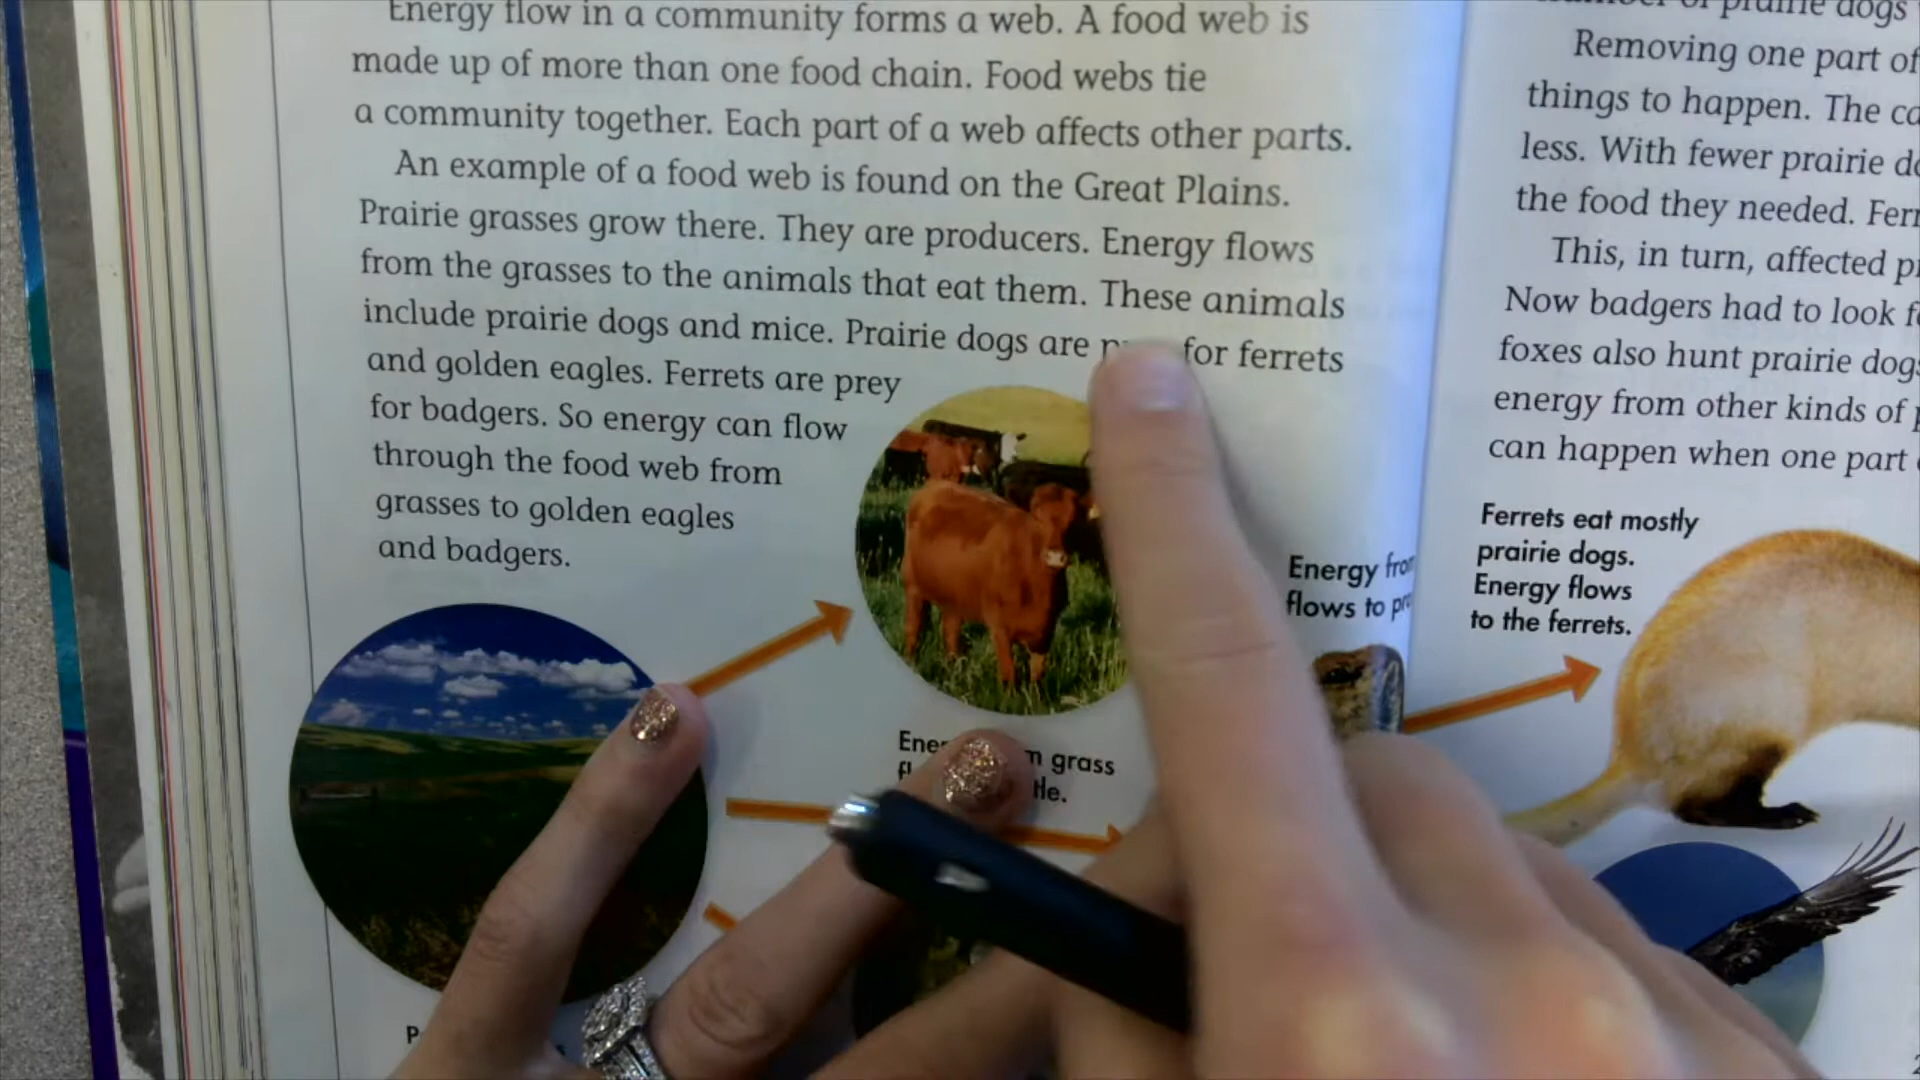 Energy flow in a community forms a web. A food web is
made up of more than one food chain. Food webs tie
a community together. Each part of a web affects other parts.
An example of a food web is found on the Great Plains.
Prairie grasses grow there. They are producers. Energy flows
from the grasses to the animals that eat them. These animals
include prairie dogs and mice. Prairie dogs are for ferrets
and golden eagles. Ferrets are prey
for badgers. So energy can flow
through the food web from
grasses to golden eagles
and badgers.
grass
Energy from
flows to
of prairie dogs
Removing one part of
things to happen. The
less. With fewer prairie
the food they needed.
This, in turn, affected
Now badgers had to look
foxes also hunt prairie dogs
energy from other kinds of
can happen when one part
Ferrets eat mostly
prairie dogs.
Energy flows
to the ferrets.